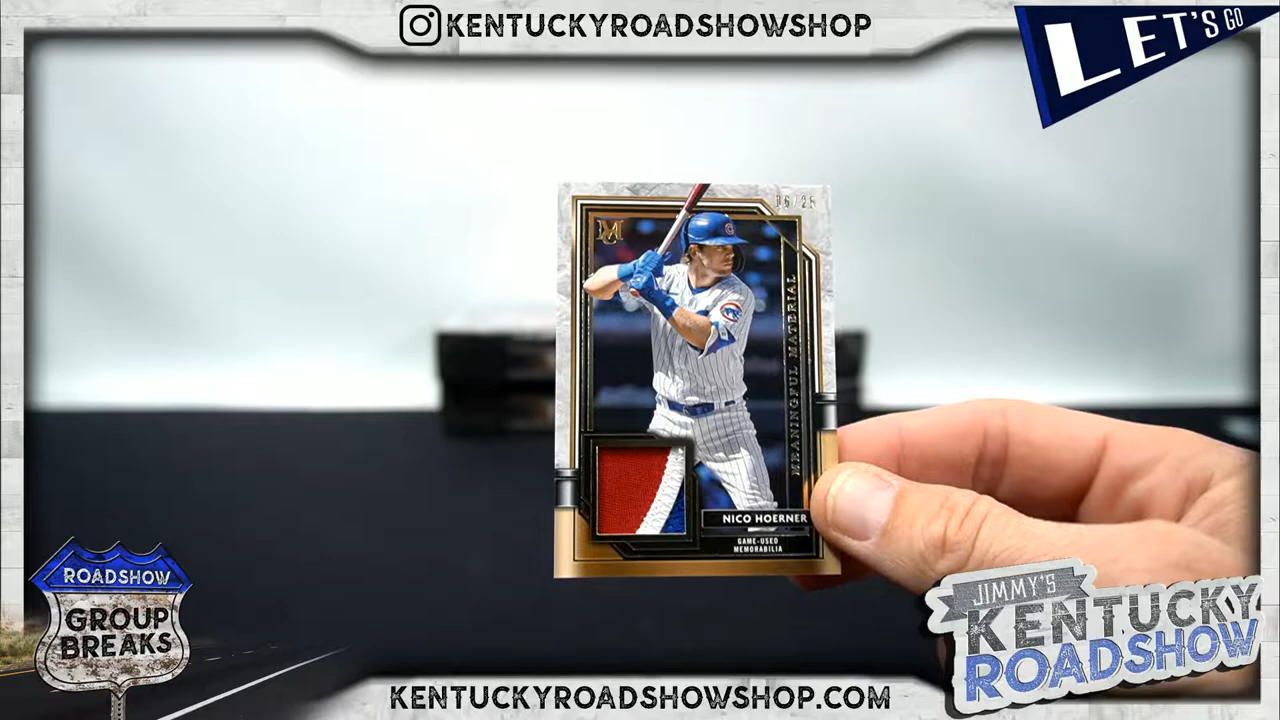 KENTUCKYROADSHOWSHOP
LET'S GO
MEANINGFUL MATERIAL
NICO HOERNER
GAME-USED
MEMORABILIA
ROADSHOW
GROUP
BREAKS
JIMMY'S
KENTUCKY
ROADSHOW
KENTUCKYROADSHOWSHOP.COM